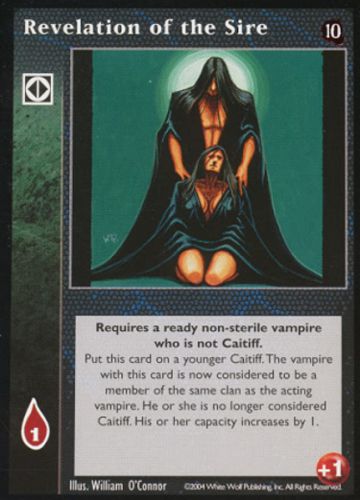 Revelation of the Sire
10
Requires a ready non-sterile vampire
who is not Caitiff.
Put this card on a younger Caitiff. The vampire
with this card is now considered to be a
member of the same clan as the acting
vampire. He or she is no longer considered
Caitiff. His or her capacity increases by 1.
1
+1
Illus. William O'Connor
©2004 White Wolf Publishing, Inc. All Rights Reserved.